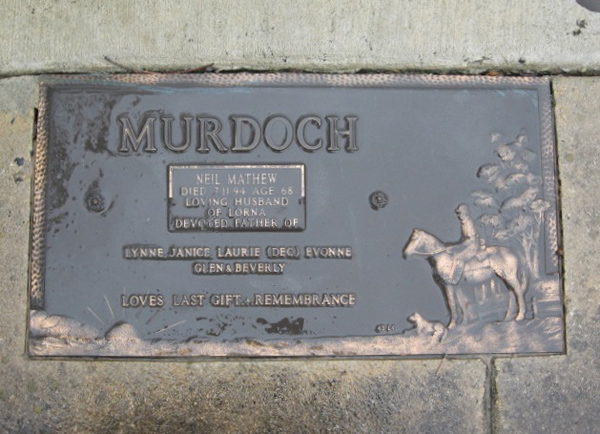 MURDOCH
NEIL MATHEW
DIED 7·11·94 AGE 68
LOVING HUSBAND
OF LORNA
DEVOTED FATHER OF
LYNNE JANICE LAURIE (DEC) EVONNE
GLEN & BEVERLY
LOVES LAST GIFT.. REMEMBRANCE